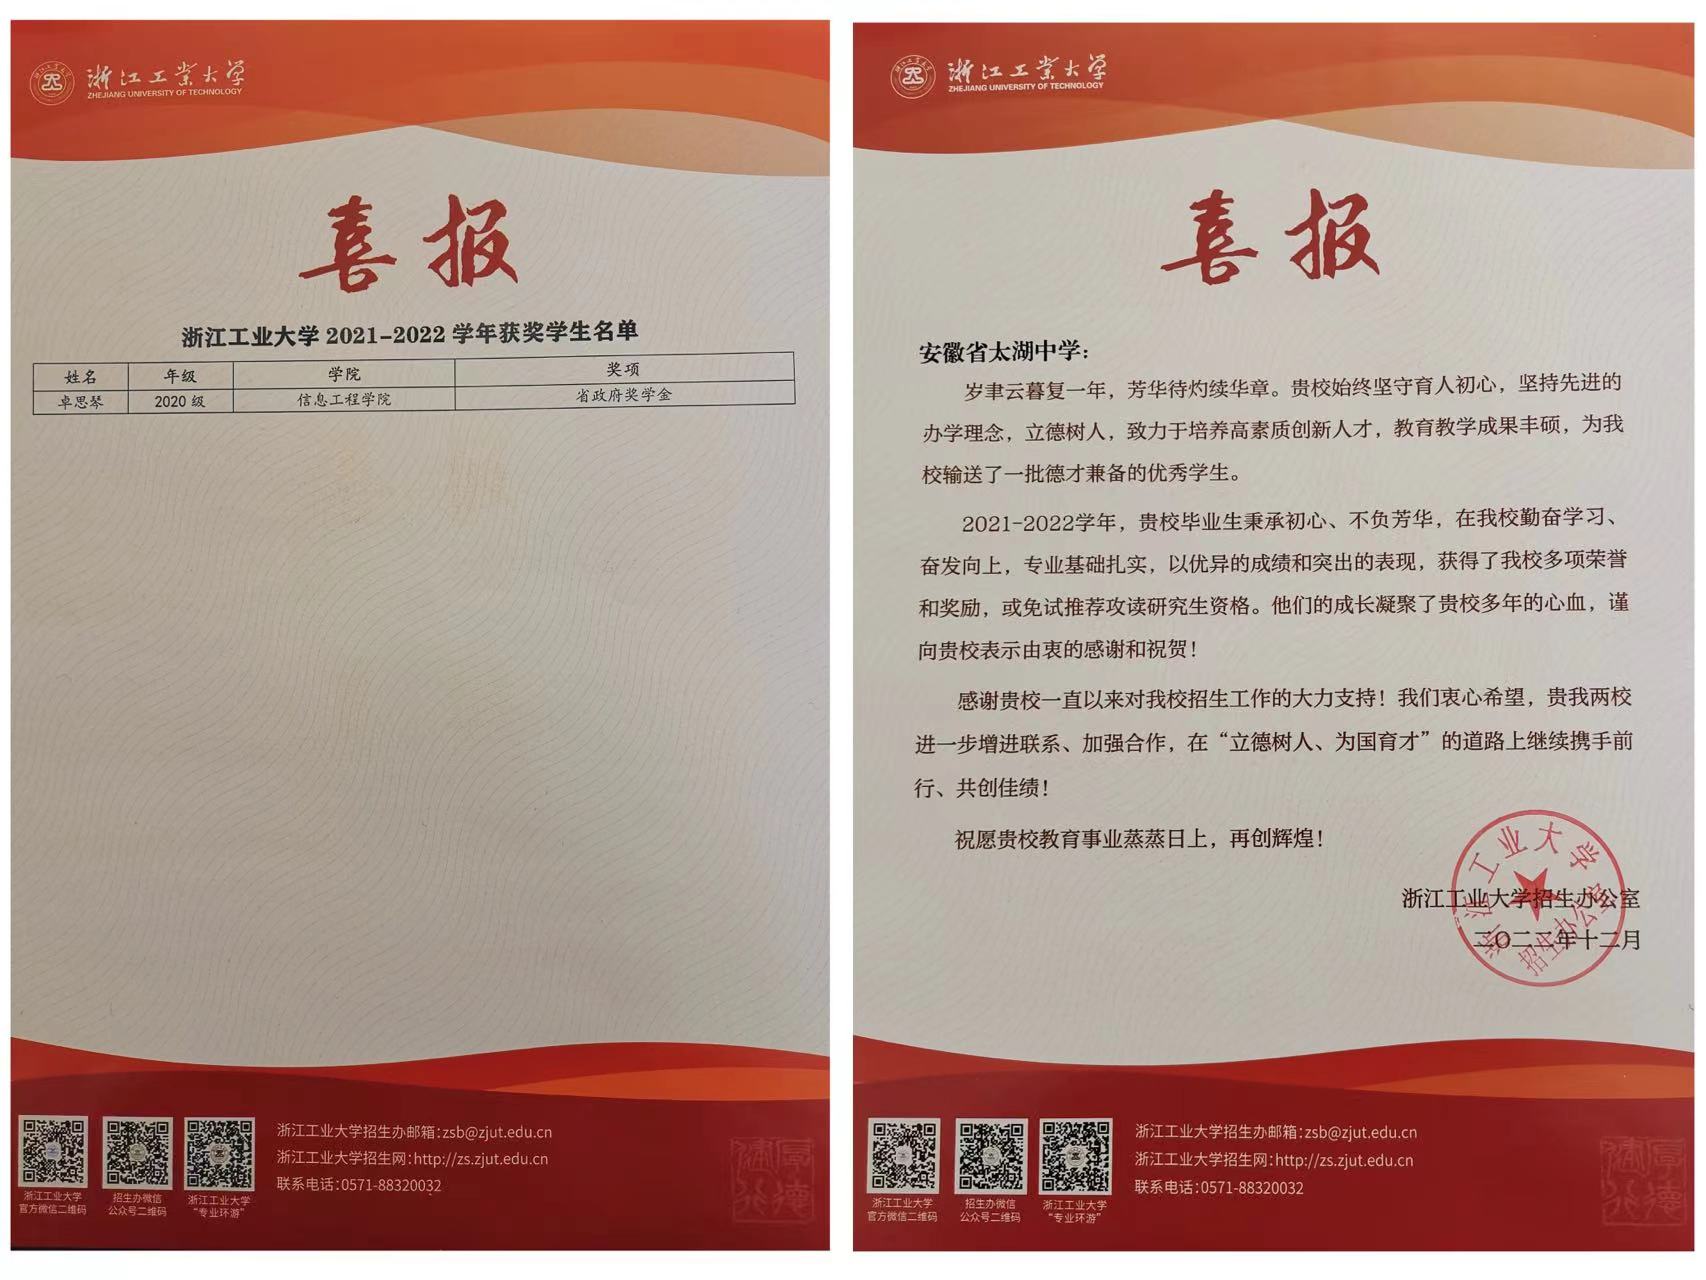 浙江工业大学
ZHEJIANG UNIVERSITY OF TECHNOLOGY
喜报
浙江工业大学 2021-2022 学年获奖学生名单
姓名 年级 学院 奖项
卓思琴 2020 级 信息工程学院 省政府奖学金
浙江工业大学
官方微信二维码
招生办微信
公众号二维码
浙江工业大学
“专业环游”
浙江工业大学招生办邮箱:zsb@zjut.edu.cn
浙江工业大学招生网:http://zs.zjut.edu.cn
联系电话:0571-88320032
浙江工业大学
ZHEJIANG UNIVERSITY OF TECHNOLOGY
喜报
安徽省太湖中学：
岁聿云暮复一年，芳华待灼续华章。贵校始终坚守育人初心，坚持先进的
办学理念，立德树人，致力于培养高素质创新人才，教育教学成果丰硕，为我
校输送了一批德才兼备的优秀学生。
2021-2022学年，贵校毕业生秉承初心、不负芳华，在我校勤奋学习、
奋发向上，专业基础扎实，以优异的成绩和突出的表现，获得了我校多项荣誉
和奖励，或免试推荐攻读研究生资格。他们的成长凝聚了贵校多年的心血，谨
向贵校表示由衷的感谢和祝贺！
感谢贵校一直以来对我校招生工作的大力支持！我们衷心希望，贵我两校
进一步增进联系、加强合作，在“立德树人、为国育才”的道路上继续携手前
行、共创佳绩！
祝愿贵校教育事业蒸蒸日上，再创辉煌！
浙江工业大学招生办公室
二〇二二年十二月
浙江工业大学
招生办公室
浙江工业大学
官方微信二维码
招生办微信
公众号二维码
浙江工业大学
“专业环游”
浙江工业大学招生办邮箱:zsb@zjut.edu.cn
浙江工业大学招生网:http://zs.zjut.edu.cn
联系电话:0571-88320032